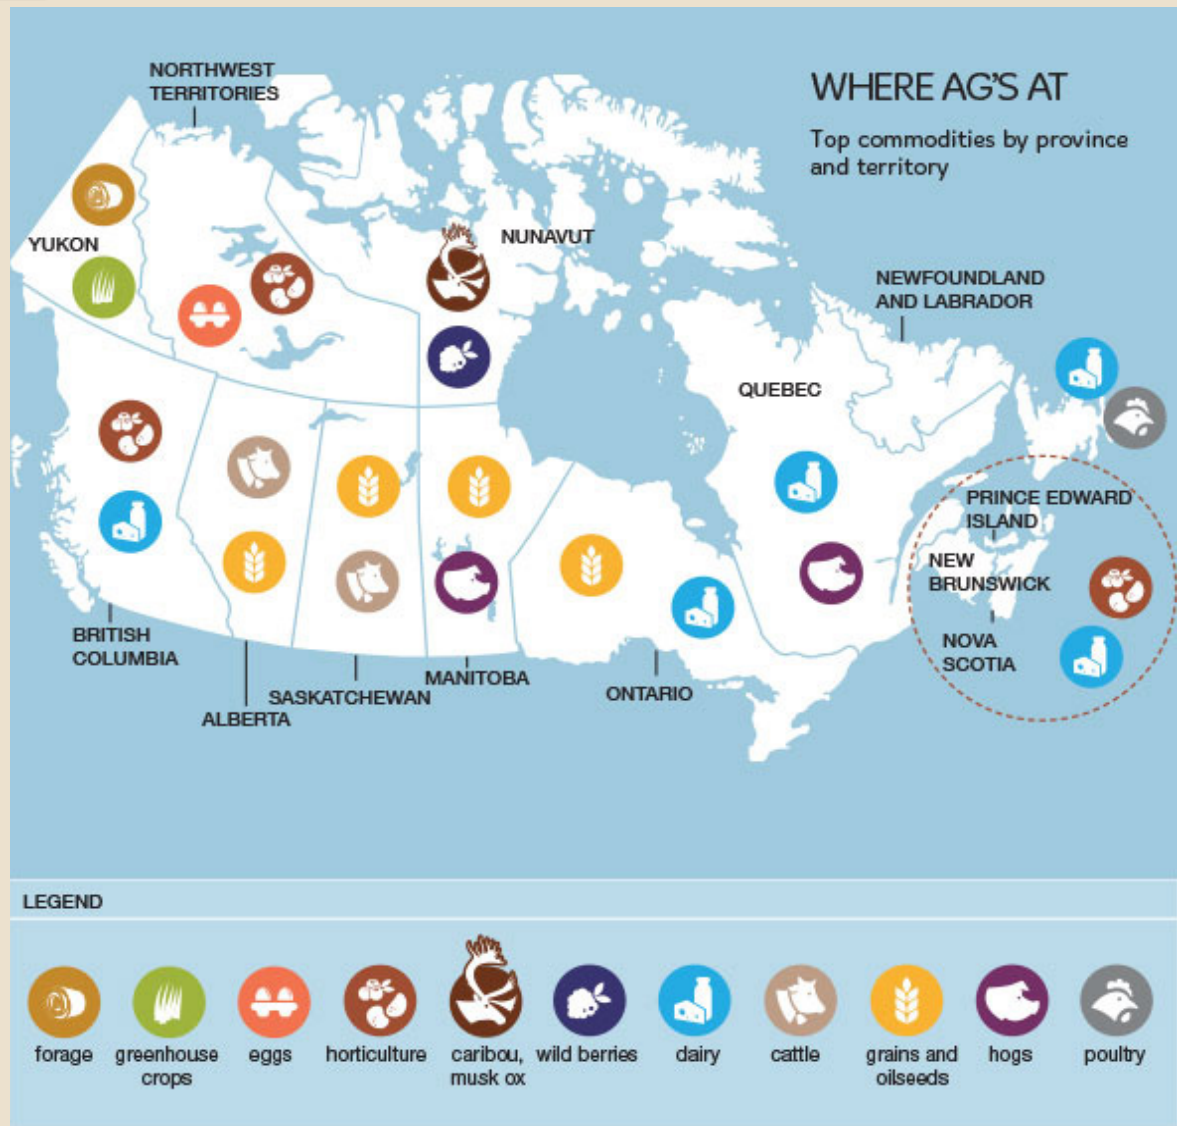 WHERE AG'S AT
Top commodities by province
and territory
NORTHWEST
TERRITORIES
YUKON
NUNAVUT
NEWFOUNDLAND
AND LABRADOR
QUEBEC
PRINCE EDWARD
ISLAND
NEW
BRUNSWICK
NOVA
SCOTIA
BRITISH
COLUMBIA
ALBERTA
SASKATCHEWAN
MANITOBA
ONTARIO
LEGEND
forage
greenhouse
crops
eggs
horticulture
caribou,
musk ox
wild berries
dairy
cattle
grains and
oilseeds
hogs
poultry